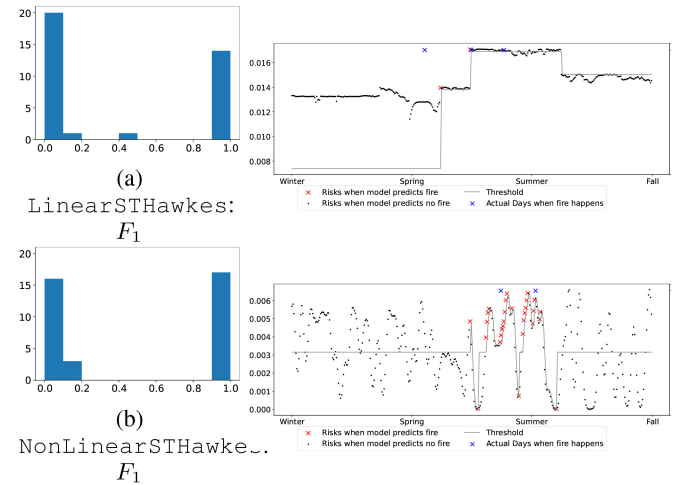 20
15
10
5
0
0.0 0.2 0.4 0.6 0.8 1.0
(a)
LinearSTHawkes:
F1
0.016
0.014
0.012
0.010
0.008
Winter Spring Summer Fall
× Risks when model predicts fire
Threshold
Risks when model predicts no fire
× Actual Days when fire happens
20
15
10
5
0
0.0 0.2 0.4 0.6 0.8 1.0
(b)
NonLinearSTHawkes:
F1
0.006
0.005
0.004
0.003
0.002
0.001
0.000
Winter Spring Summer Fall
× Risks when model predicts fire
Threshold
Risks when model predicts no fire
× Actual Days when fire happens